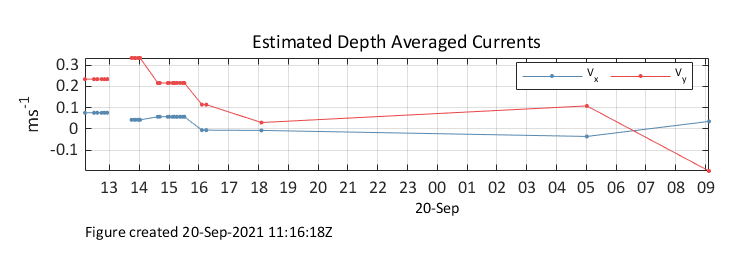 Estimated Depth Averaged Currents
Vx Vy
0.3
0.2
0.1
0
-0.1
ms-1
13 14 15 16 17 18 19 20 21 22 23 00 01 02 03 04 05 06 07 08 09
20-Sep
Figure created 20-Sep-2021 11:16:18Z